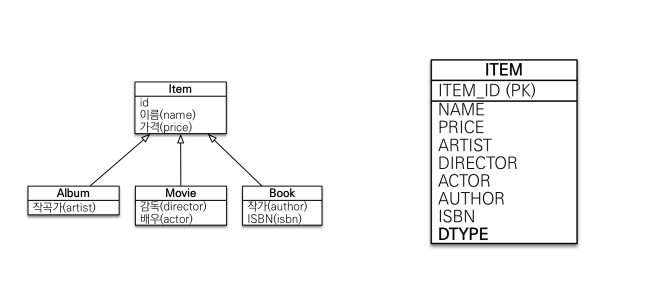 Item
id
이름(name)
가격(price)
Album
작곡가(artist)
Movie
감독(director)
배우(actor)
Book
작가(author)
ISBN(isbn)
ITEM
ITEM_ID (PK)
NAME
PRICE
ARTIST
DIRECTOR
ACTOR
AUTHOR
ISBN
DTYPE